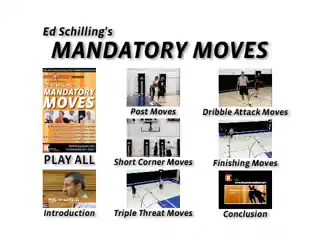 Ed Schilling's
MANDATORY MOVES
MANDATORY
MOVES
PLAY ALL
Post Moves
Dribble Attack Moves
Short Corner Moves
Finishing Moves
Introduction
Triple Threat Moves
Conclusion